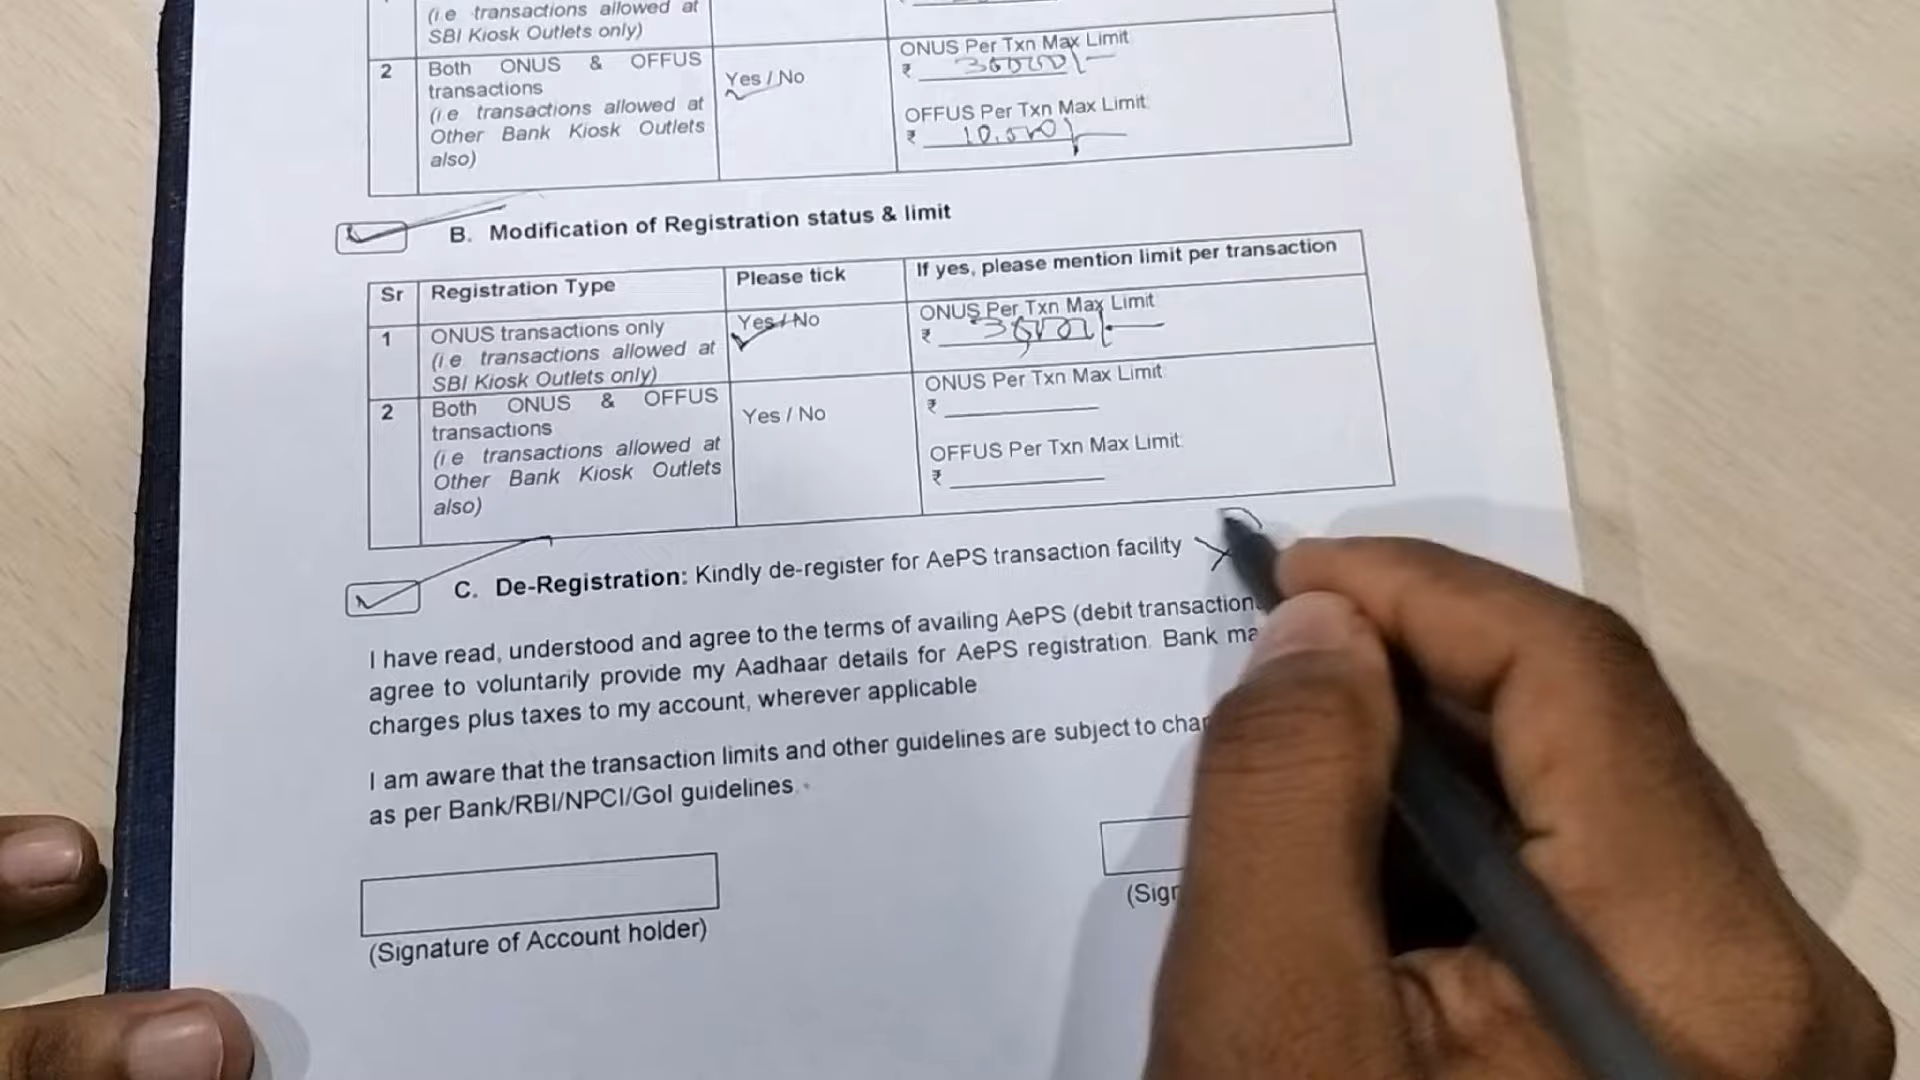 (i.e transactions allowed at
SBI Kiosk Outlets only)
2 Both ONUS & OFFUS
transactions
(i.e transactions allowed at
Other Bank Kiosk Outlets
also)
Yes / No
ONUS Per Txn Max Limit
₹
OFFUS Per Txn Max Limit:
₹ 10,000/-
B. Modification of Registration status & limit
Sr Registration Type Please tick If yes, please mention limit per transaction
1 ONUS transactions only
(i.e transactions allowed at
SBI Kiosk Outlets only)
Yes / No
ONUS Per Txn Max Limit
₹
2 Both ONUS & OFFUS
transactions
(i.e transactions allowed at
Other Bank Kiosk Outlets
also)
Yes / No
ONUS Per Txn Max Limit
₹
OFFUS Per Txn Max Limit:
₹
C. De-Registration: Kindly de-register for AePS transaction facility
I have read, understood and agree to the terms of availing AePS (debit transaction
agree to voluntarily provide my Aadhaar details for AePS registration. Bank ma
charges plus taxes to my account, wherever applicable
I am aware that the transaction limits and other guidelines are subject to char
as per Bank/RBI/NPCI/GoI guidelines.
(Signature of Account holder)
(Sign